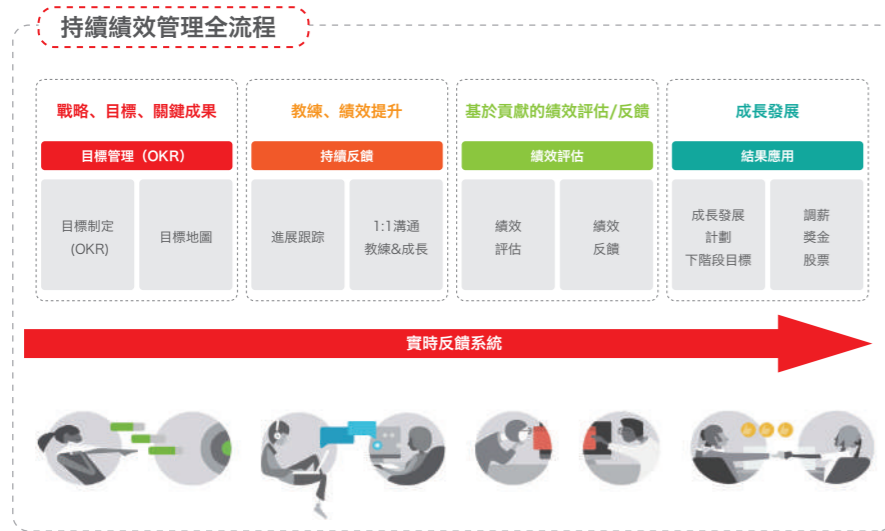 持續績效管理全流程
戰略、目標、關鍵成果
目標管理（OKR）
目標制定
(OKR)
目標地圖
教練、績效提升
持續反饋
進展跟踪
1:1溝通
教練&成長
基於貢獻的績效評估/反饋
績效評估
績效
評估
績效
反饋
成長發展
結果應用
成長發展
計劃
下階段目標
調薪
獎金
股票
實時反饋系統